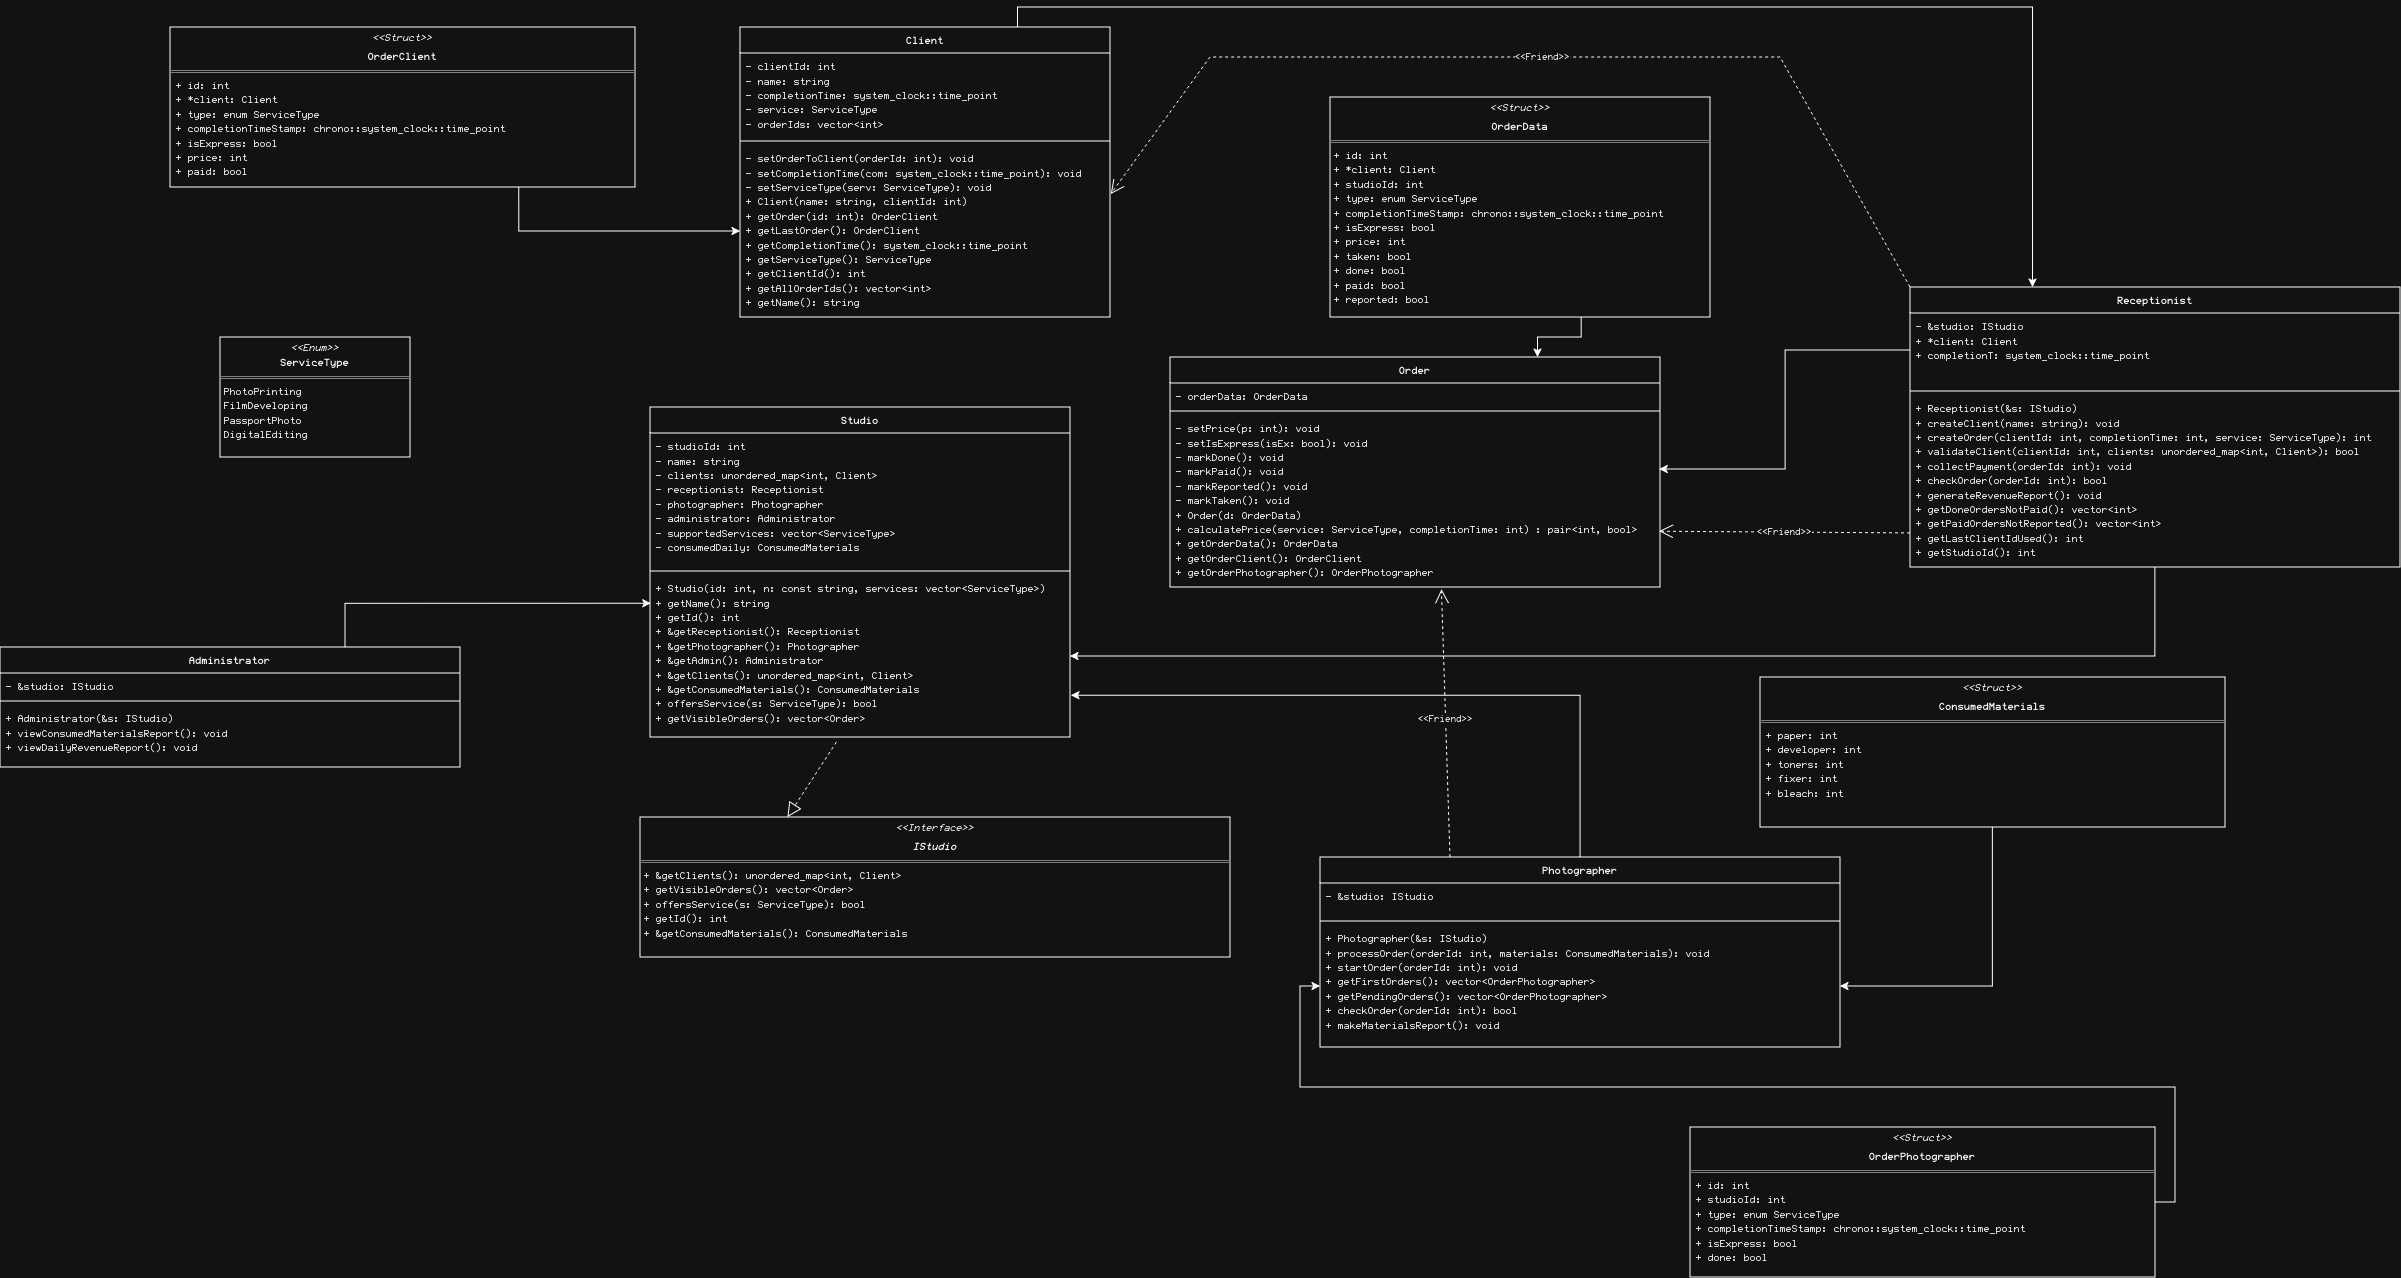 <<Struct>>
OrderClient
+ id: int
+ *client: Client
+ type: enum ServiceType
+ completionTimeStamp: chrono::system_clock::time_point
+ isExpress: bool
+ price: int
+ paid: bool
Client
- clientId: int
- name: string
- completionTime: system_clock::time_point
- service: ServiceType
- orderIds: vector<int>
- setOrderToClient(orderId: int): void
- setCompletionTime(com: system_clock::time_point): void
- setServiceType(serv: ServiceType): void
+ Client(name: string, clientId: int)
+ getOrder(id: int): OrderClient
+ getLastOrder(): OrderClient
+ getCompletionTime(): system_clock::time_point
+ getServiceType(): ServiceType
+ getClientId(): int
+ getAllOrderIds(): vector<int>
+ getName(): string
<<Friend>>
<<Struct>>
OrderData
+ id: int
+ *client: Client
+ studioId: int
+ type: enum ServiceType
+ completionTimeStamp: chrono::system_clock::time_point
+ isExpress: bool
+ price: int
+ taken: bool
+ done: bool
+ paid: bool
+ reported: bool
Receptionist
- &studio: IStudio
+ *client: Client
+ completionT: system_clock::time_point
+ Receptionist(&s: IStudio)
+ createClient(name: string): void
+ createOrder(clientId: int, completionTime: int, service: ServiceType): int
+ validateClient(clientId: int, clients: unordered_map<int, Client>): bool
+ collectPayment(orderId: int): void
+ checkOrder(orderId: int): bool
+ generateRevenueReport(): void
+ getDoneOrdersNotPaid(): vector<int>
+ getPaidOrdersNotReported(): vector<int>
+ getLastClientIdUsed(): int
+ getStudioId(): int
<<Enum>>
ServiceType
PhotoPrinting
FilmDeveloping
PassportPhoto
DigitalEditing
Order
- orderData: OrderData
- setPrice(p: int): void
- setIsExpress(isEx: bool): void
- markDone(): void
- markPaid(): void
- markReported(): void
- markTaken(): void
+ Order(d: OrderData)
+ calculatePrice(service: ServiceType, completionTime: int) : pair<int, bool>
+ getOrderData(): OrderData
+ getOrderClient(): OrderClient
+ getOrderPhotographer(): OrderPhotographer
<<Friend>>
Studio
- studioId: int
- name: string
- clients: unordered_map<int, Client>
- receptionist: Receptionist
- photographer: Photographer
- administrator: Administrator
- supportedServices: vector<ServiceType>
- consumedDaily: ConsumedMaterials
+ Studio(id: int, n: const string, services: vector<ServiceType>)
+ getName(): string
+ getId(): int
+ &getReceptionist(): Receptionist
+ &getPhotographer(): Photographer
+ &getAdmin(): Administrator
+ &getClients(): unordered_map<int, Client>
+ &getConsumedMaterials(): ConsumedMaterials
+ offersService(s: ServiceType): bool
+ getVisibleOrders(): vector<Order>
Administrator
- &studio: IStudio
+ Administrator(&s: IStudio)
+ viewConsumedMaterialsReport(): void
+ viewDailyRevenueReport(): void
<<Friend>>
<<Struct>>
ConsumedMaterials
+ paper: int
+ developer: int
+ toners: int
+ fixer: int
+ bleach: int
<<Interface>>
IStudio
+ &getClients(): unordered_map<int, Client>
+ getVisibleOrders(): vector<Order>
+ offersService(s: ServiceType): bool
+ getId(): int
+ &getConsumedMaterials(): ConsumedMaterials
Photographer
- &studio: IStudio
+ Photographer(&s: IStudio)
+ processOrder(orderId: int, materials: ConsumedMaterials): void
+ startOrder(orderId: int): void
+ getFirstOrders(): vector<OrderPhotographer>
+ getPendingOrders(): vector<OrderPhotographer>
+ checkOrder(orderId: int): bool
+ makeMaterialsReport(): void
<<Struct>>
OrderPhotographer
+ id: int
+ studioId: int
+ type: enum ServiceType
+ completionTimeStamp: chrono::system_clock::time_point
+ isExpress: bool
+ done: bool